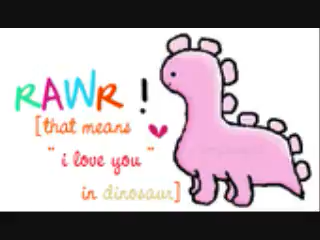 RAWR !
[that means
" i love you "
in dinosaur]